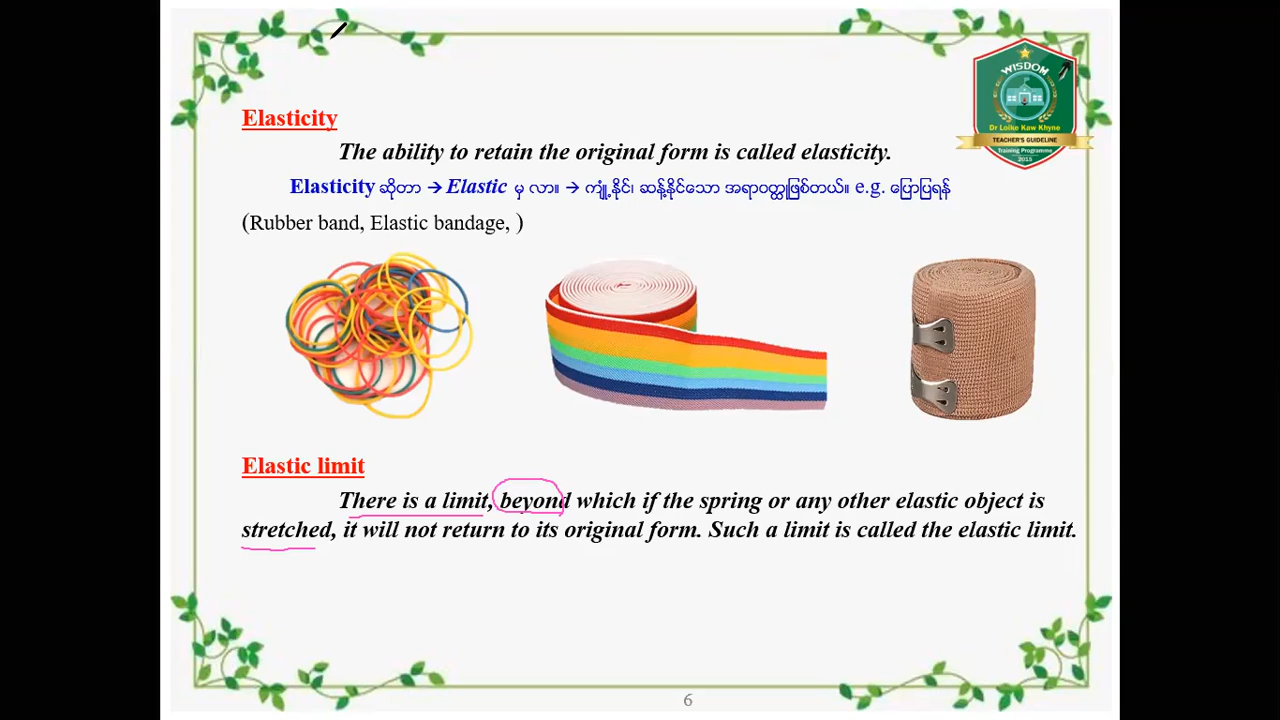 WISDOM
Dr Loike Kaw Khyne
TEACHER'S GUIDELINE
Training Programme
2015
Elasticity
The ability to retain the original form is called elasticity.
Elasticity ဆိုတာ → Elastic မှ လာ။ → ကျုံ့နိုင်၊ ဆန့်နိုင်သော အရာဝတ္ထုဖြစ်တယ်။ e.g. ပြောပြရန်
(Rubber band, Elastic bandage, )
Elastic limit
There is a limit, beyond which if the spring or any other elastic object is
stretched, it will not return to its original form. Such a limit is called the elastic limit.
6